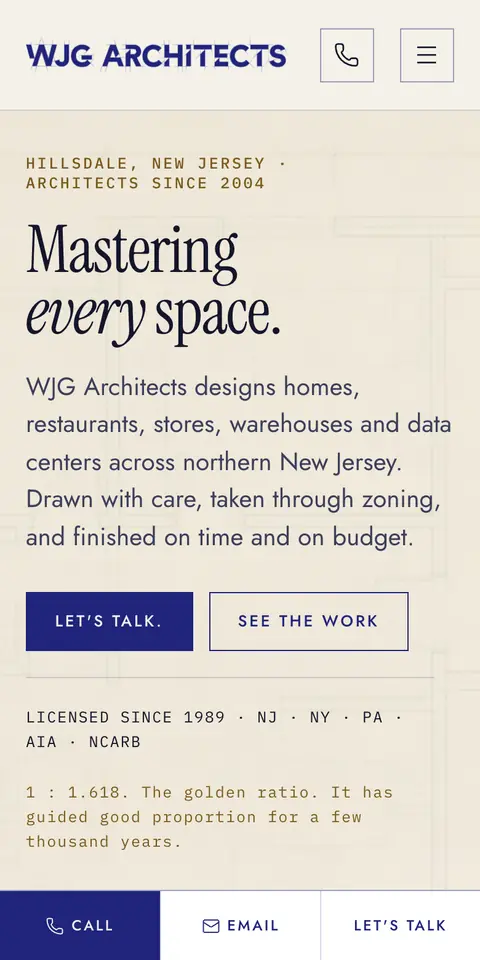 WJG ARCHITECTS
HILLSDALE, NEW JERSEY ·
ARCHITECTS SINCE 2004
Mastering
every space.
WJG Architects designs homes,
restaurants, stores, warehouses and data
centers across northern New Jersey.
Drawn with care, taken through zoning,
and finished on time and on budget.
LET'S TALK.
SEE THE WORK
LICENSED SINCE 1989 · NJ · NY · PA ·
AIA · NCARB
1 : 1.618. The golden ratio. It has
guided good proportion for a few
thousand years.
CALL
EMAIL
LET'S TALK